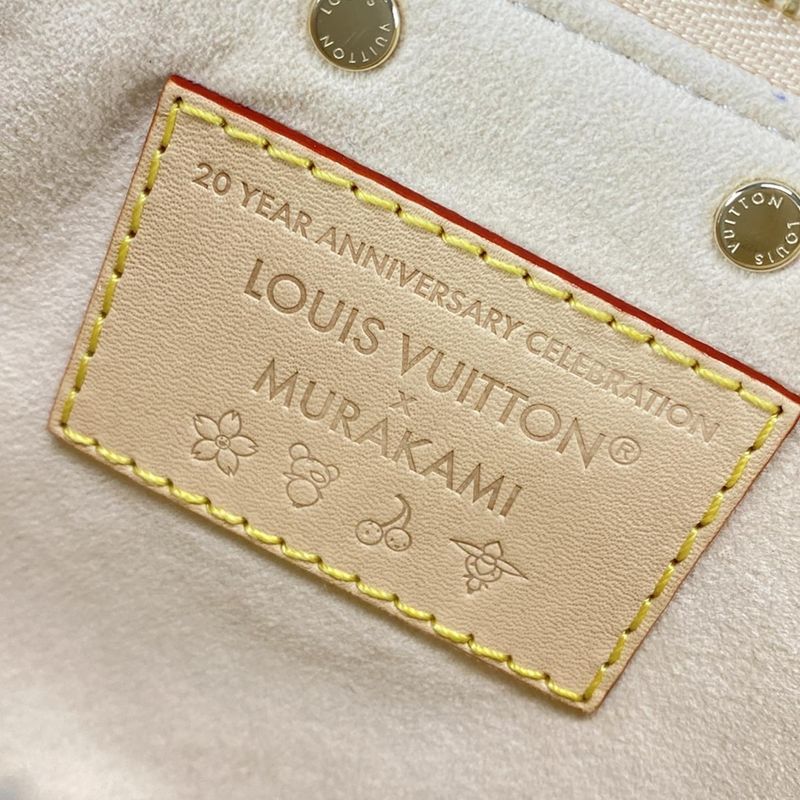 LOUIS VUITTON
LOUIS VUITTON
20 YEAR ANNIVERSARY CELEBRATION
LOUIS VUITTON®
x
MURAKAMI